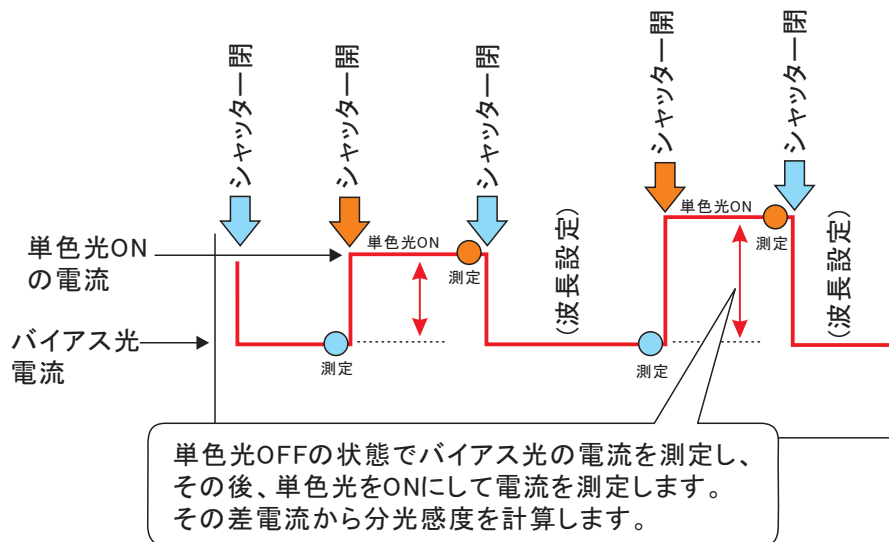 シャッター閉
シャッター開
シャッター閉
シャッター開
シャッター閉
単色光ON
の電流
単色光ON
測定
(波長設定)
単色光ON
測定
(波長設定)
バイアス光
電流
測定
測定
単色光OFFの状態でバイアス光の電流を測定し、
その後、単色光をONにして電流を測定します。
その差電流から分光感度を計算します。